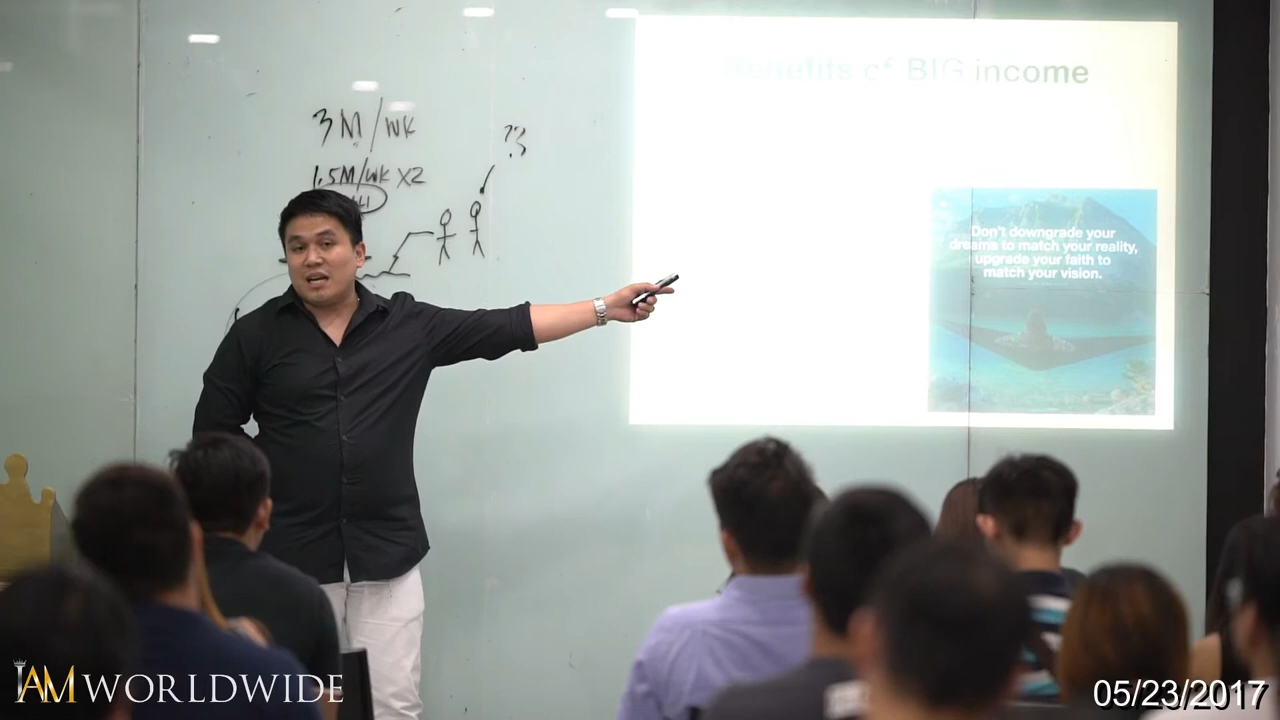 3M/WK
1.5M/WK X2
??
Benefits of BIG income
Don't downgrade your
dreams to match your reality,
upgrade your faith to
match your vision.
IAM WORLDWIDE
05/23/2017